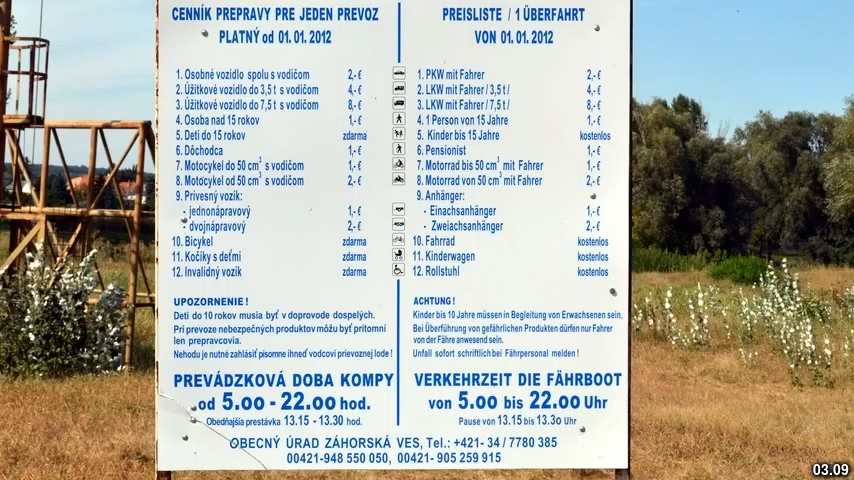 CENNÍK PREPRAVY PRE JEDEN PREVOZ
PLATNÝ od 01. 01. 2012
1. Osobné vozidlo spolu s vodičom 2,- €
2. Úžitkové vozidlo do 3,5 t s vodičom 4,- €
3. Úžitkové vozidlo do 7,5 t s vodičom 8,- €
4. Osoba nad 15 rokov 1,- €
5. Deti do 15 rokov zdarma
6. Dôchodca 1,- €
7. Motocykel do 50 cm³ s vodičom 1,- €
8. Motocykel od 50 cm³ s vodičom 2,- €
9. Prívesný vozík:
- jednonápravový 1,- €
- dvojnápravový 2,- €
10. Bicykel zdarma
11. Kočíky s deťmi zdarma
12. Invalidný vozík zdarma
UPOZORNENIE !
Deti do 10 rokov musia byť v doprovode dospelých.
Pri prevoze nebezpečných produktov môžu byť prítomní
len prepravcovia.
Nehodu je nutné zahlásiť písomne ihneď vodcovi prievoznej lode !
PREVÁDZKOVÁ DOBA KOMPY
od 5.00 - 22.00 hod.
Obedňajšia prestávka 13.15 - 13.30 hod.
PREISLISTE / 1 ÜBERFAHRT
VON 01. 01. 2012
1. PKW mit Fahrer 2,- €
2. LKW mit Fahrer / 3,5 t / 4,- €
3. LKW mit Fahrer / 7,5 t / 8,- €
4. 1 Person von 15 Jahre 1,- €
5. Kinder bis 15 Jahre kostenlos
6. Pensionist 1,- €
7. Motorrad bis 50 cm³ mit Fahrer 1,- €
8. Motorrad von 50 cm³ mit Fahrer 2,- €
9. Anhänger:
- Einachsanhänger 1,- €
- Zweiachsanhänger 2,- €
10. Fahrrad kostenlos
11. Kinderwagen kostenlos
12. Rollstuhl kostenlos
ACHTUNG !
Kinder bis 10 Jahre müssen in Begleitung von Erwachsenen sein.
Bei Überführung von gefährlichen Produkten dürfen nur Fahrer
von der Fähre anwesend sein.
Unfall sofort schriftlich bei Fährpersonal melden !
VERKEHRZEIT DIE FÄHRBOOT
von 5.00 bis 22.00 Uhr
Pause von 13.15 bis 13.30 Uhr
OBECNÝ ÚRAD ZÁHORSKÁ VES, Tel.: +421- 34 / 7780 385
00421-948 550 050, 00421- 905 259 915
03.09